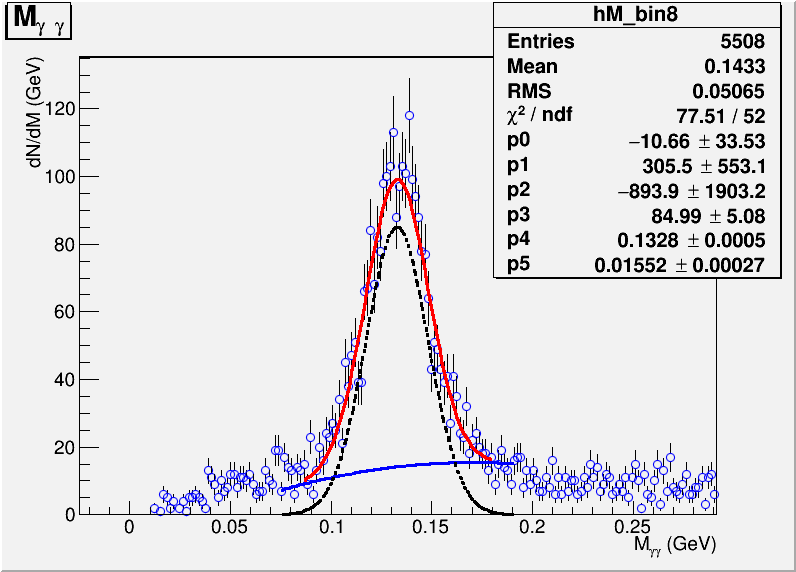 Mγ γ
hM_bin8
Entries 5508
Mean 0.1433
RMS 0.05065
χ² / ndf 77.51 / 52
p0 −10.66 ± 33.53
p1 305.5 ± 553.1
p2 −893.9 ± 1903.2
p3 84.99 ± 5.08
p4 0.1328 ± 0.0005
p5 0.01552 ± 0.00027
dN/dM (GeV)
120
100
80
60
40
20
0
0 0.05 0.1 0.15 0.2 0.25
Mγγ (GeV)